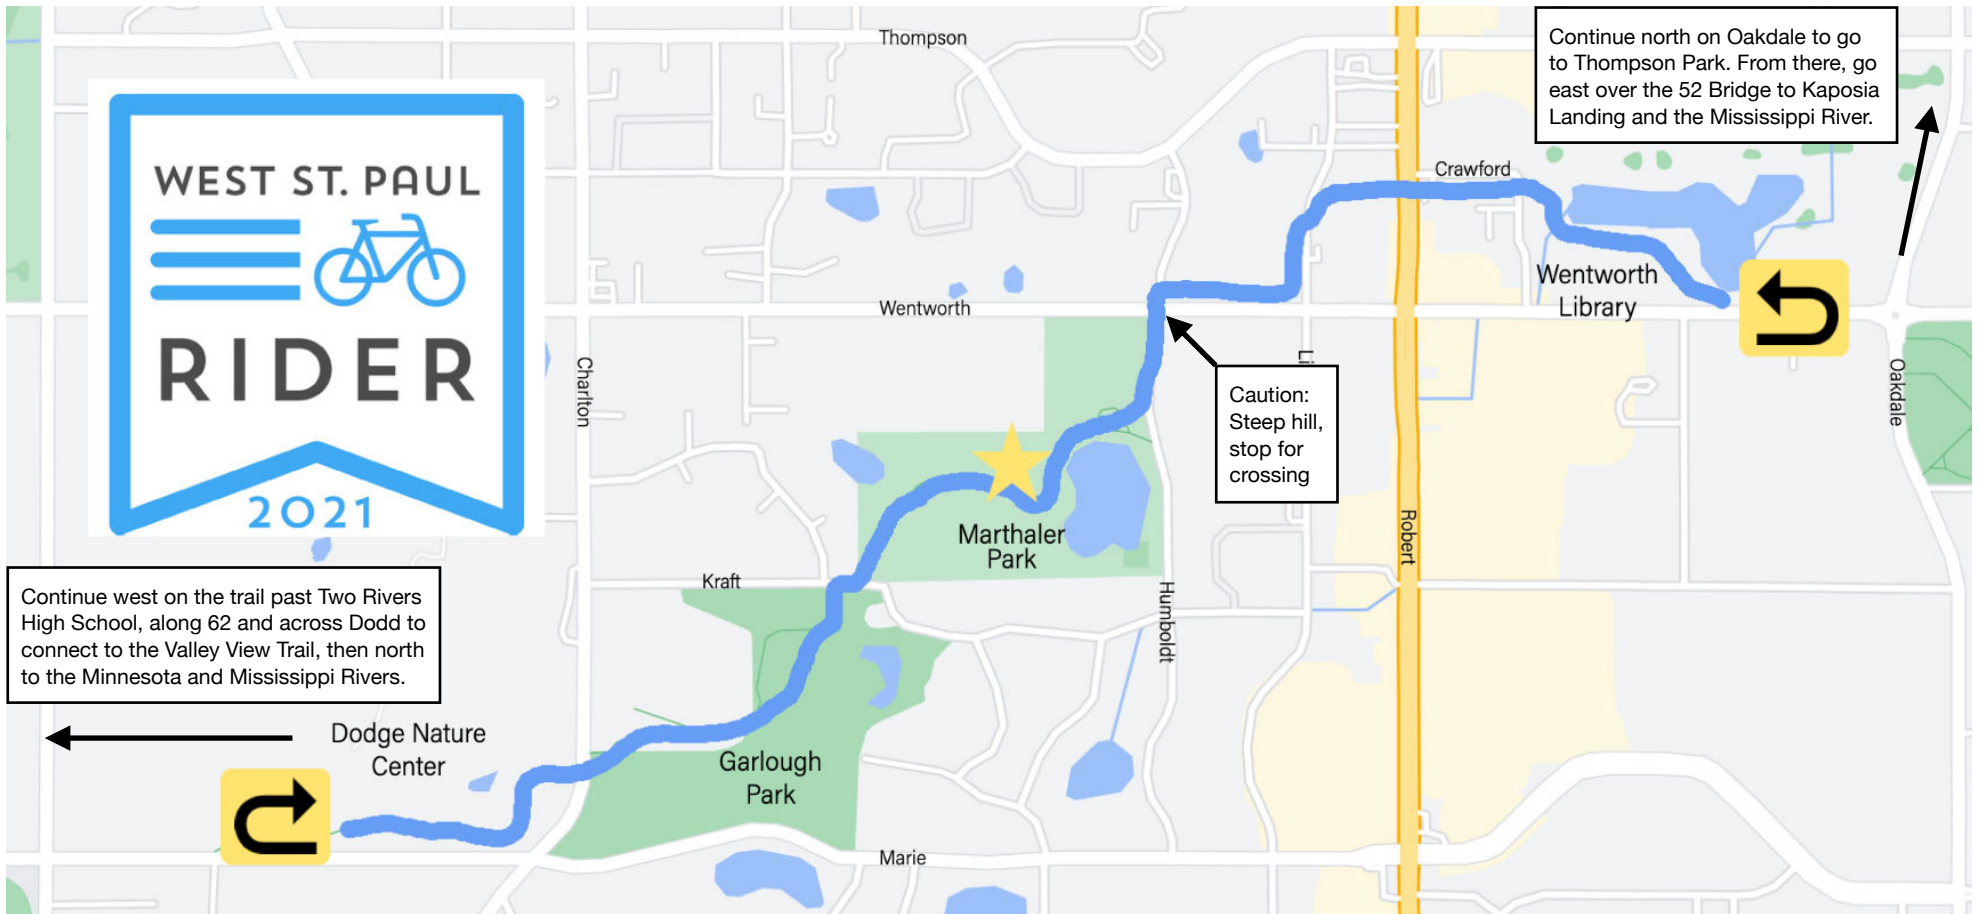 Thompson
Continue north on Oakdale to go
to Thompson Park. From there, go
east over the 52 Bridge to Kaposia
Landing and the Mississippi River.
WEST ST. PAUL
RIDER
2021
Crawford
Wentworth
Library
Wentworth
Charlton
Li
Oakdale
Caution:
Steep hill,
stop for
crossing
Marthaler
Park
Robert
Kraft
Humboldt
Continue west on the trail past Two Rivers
High School, along 62 and across Dodd to
connect to the Valley View Trail, then north
to the Minnesota and Mississippi Rivers.
Dodge Nature
Center
Garlough
Park
Marie